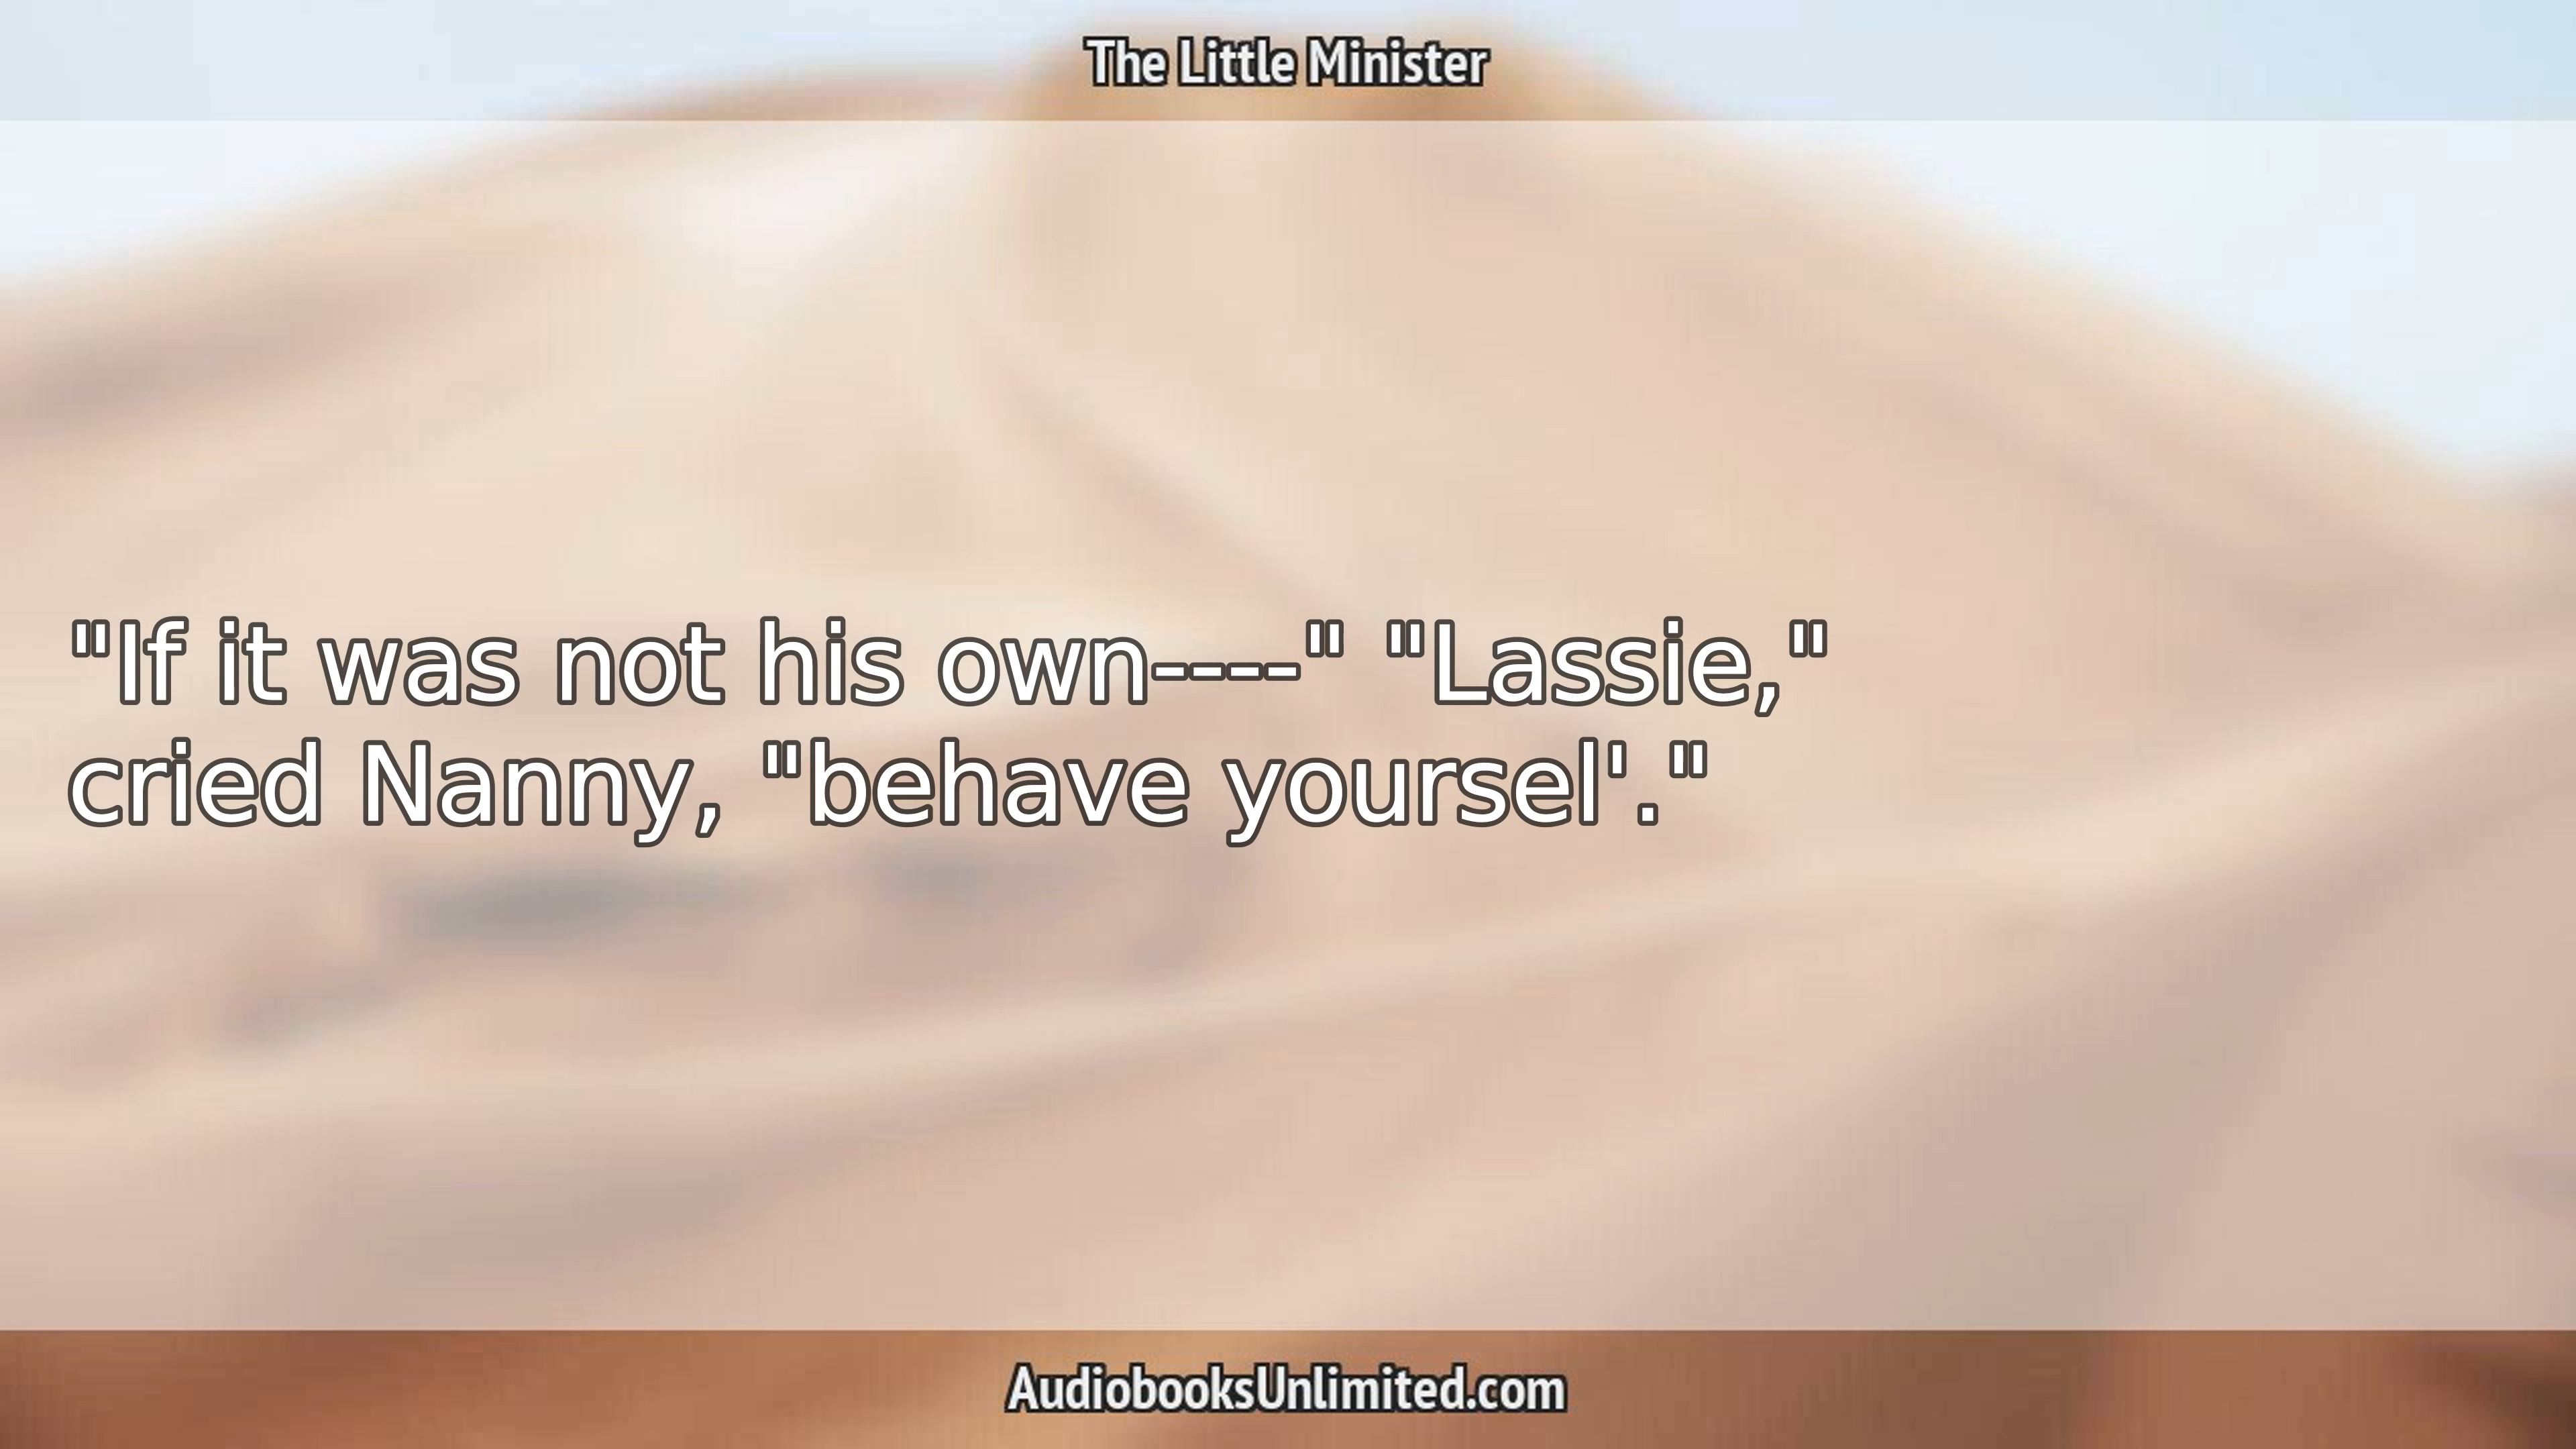 The Little Minister
"If it was not his own----" "Lassie,"
cried Nanny, "behave yoursel'."
AudiobooksUnlimited.com